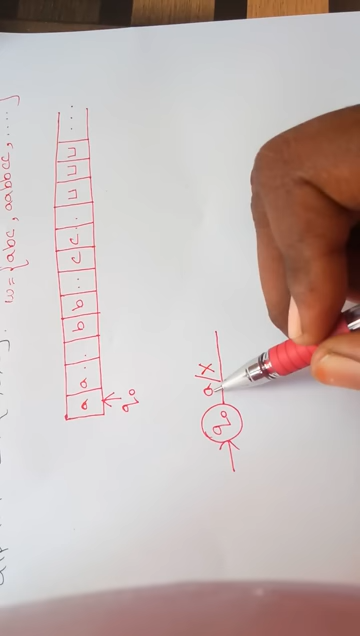 w={abc, aabbcc, ....}
a a . . b b . . c c . . u u ...
q₀
q₀ a/X